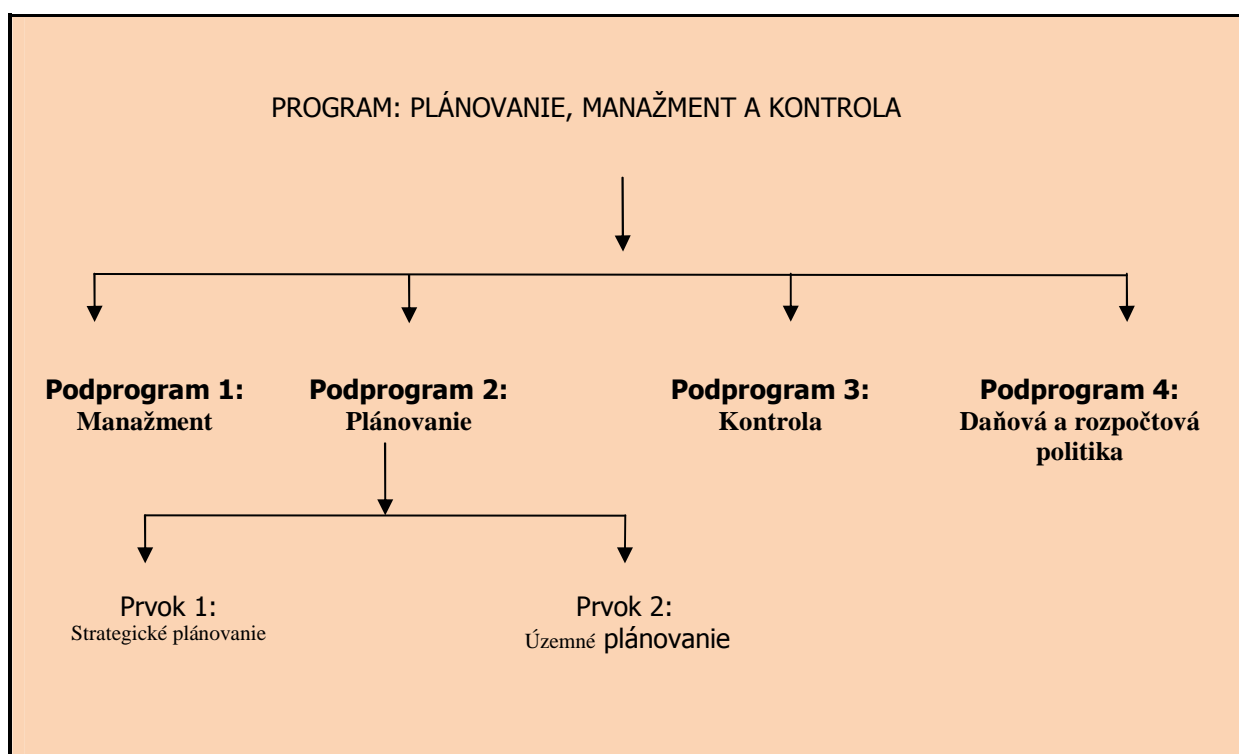 PROGRAM: PLÁNOVANIE, MANAŽMENT A KONTROLA
Podprogram 1:
Manažment
Podprogram 2:
Plánovanie
Podprogram 3:
Kontrola
Podprogram 4:
Daňová a rozpočtová
politika
Prvok 1:
Strategické plánovanie
Prvok 2:
Územné plánovanie